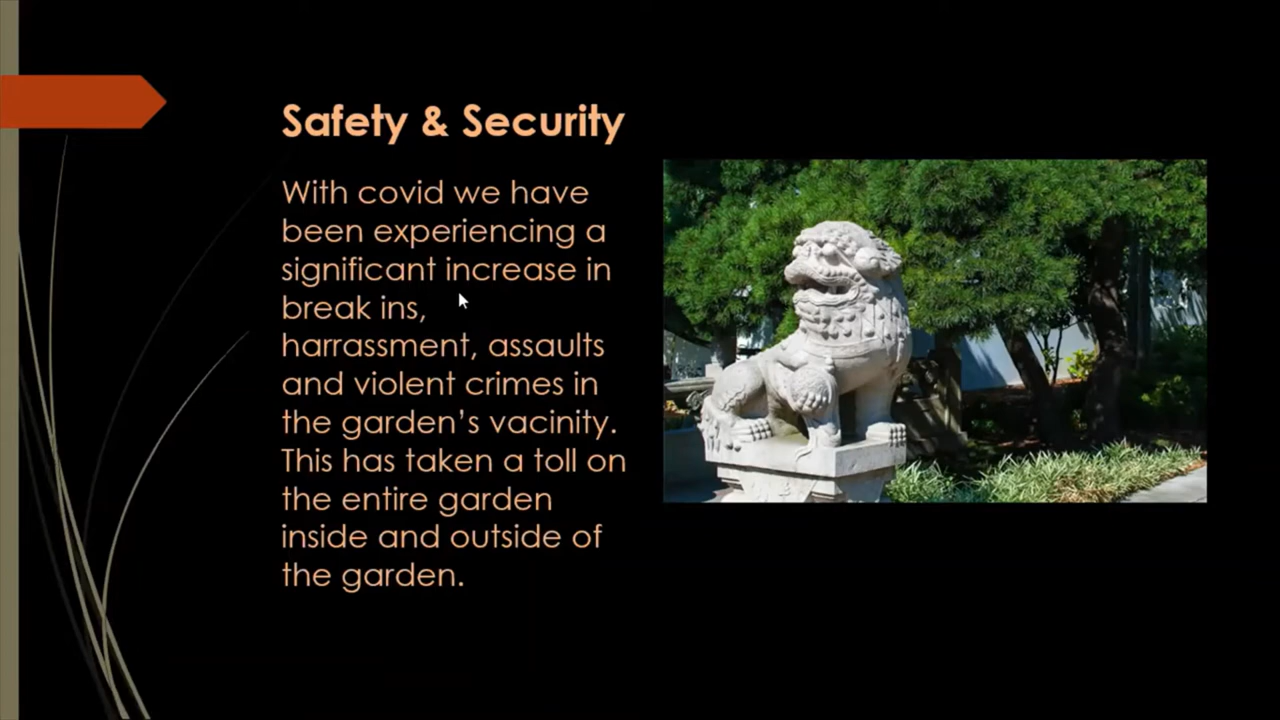 Safety & Security
With covid we have
been experiencing a
significant increase in
break ins,
harrassment, assaults
and violent crimes in
the garden’s vacinity.
This has taken a toll on
the entire garden
inside and outside of
the garden.